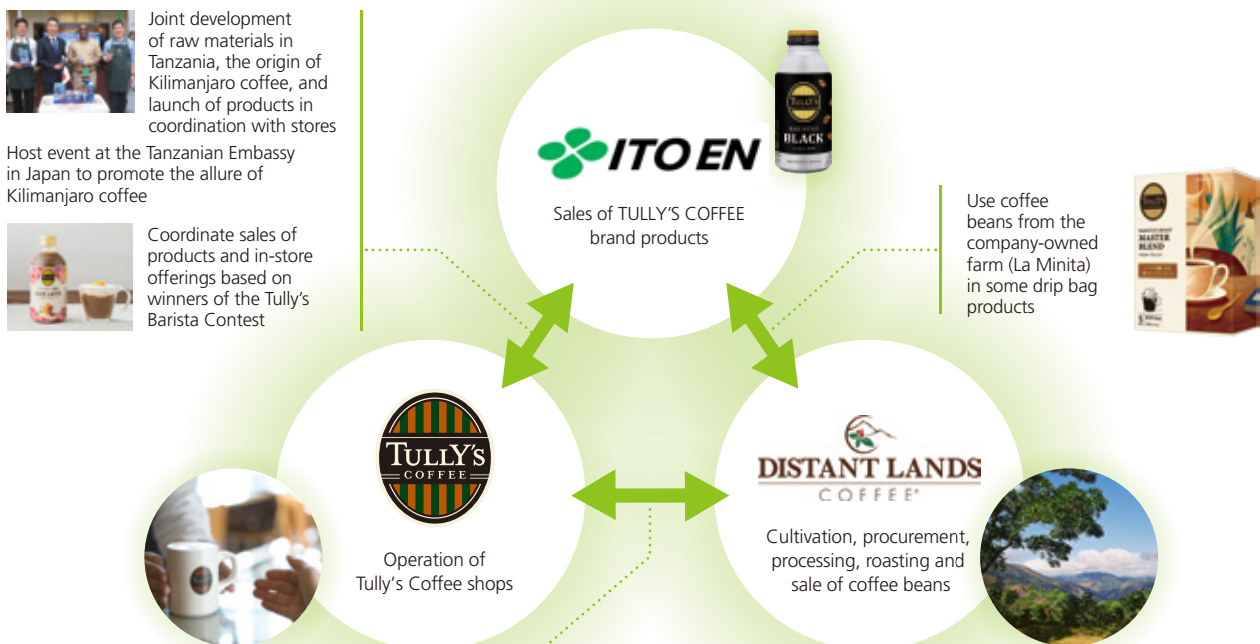 Joint development
of raw materials in
Tanzania, the origin of
Kilimanjaro coffee, and
launch of products in
coordination with stores
Host event at the Tanzanian Embassy
in Japan to promote the allure of
Kilimanjaro coffee
Coordinate sales of
products and in-store
offerings based on
winners of the Tully's
Barista Contest
ITO EN
Sales of TULLY'S COFFEE
brand products
TULLY'S
BLACK
Use coffee
beans from the
company-owned
farm (La Minita)
in some drip bag
products
TULLY'S
MASTER
BLEND
TULLY'S
COFFEE
Operation of
Tully's Coffee shops
DISTANT LANDS
COFFEE
Cultivation, procurement,
processing, roasting and
sale of coffee beans